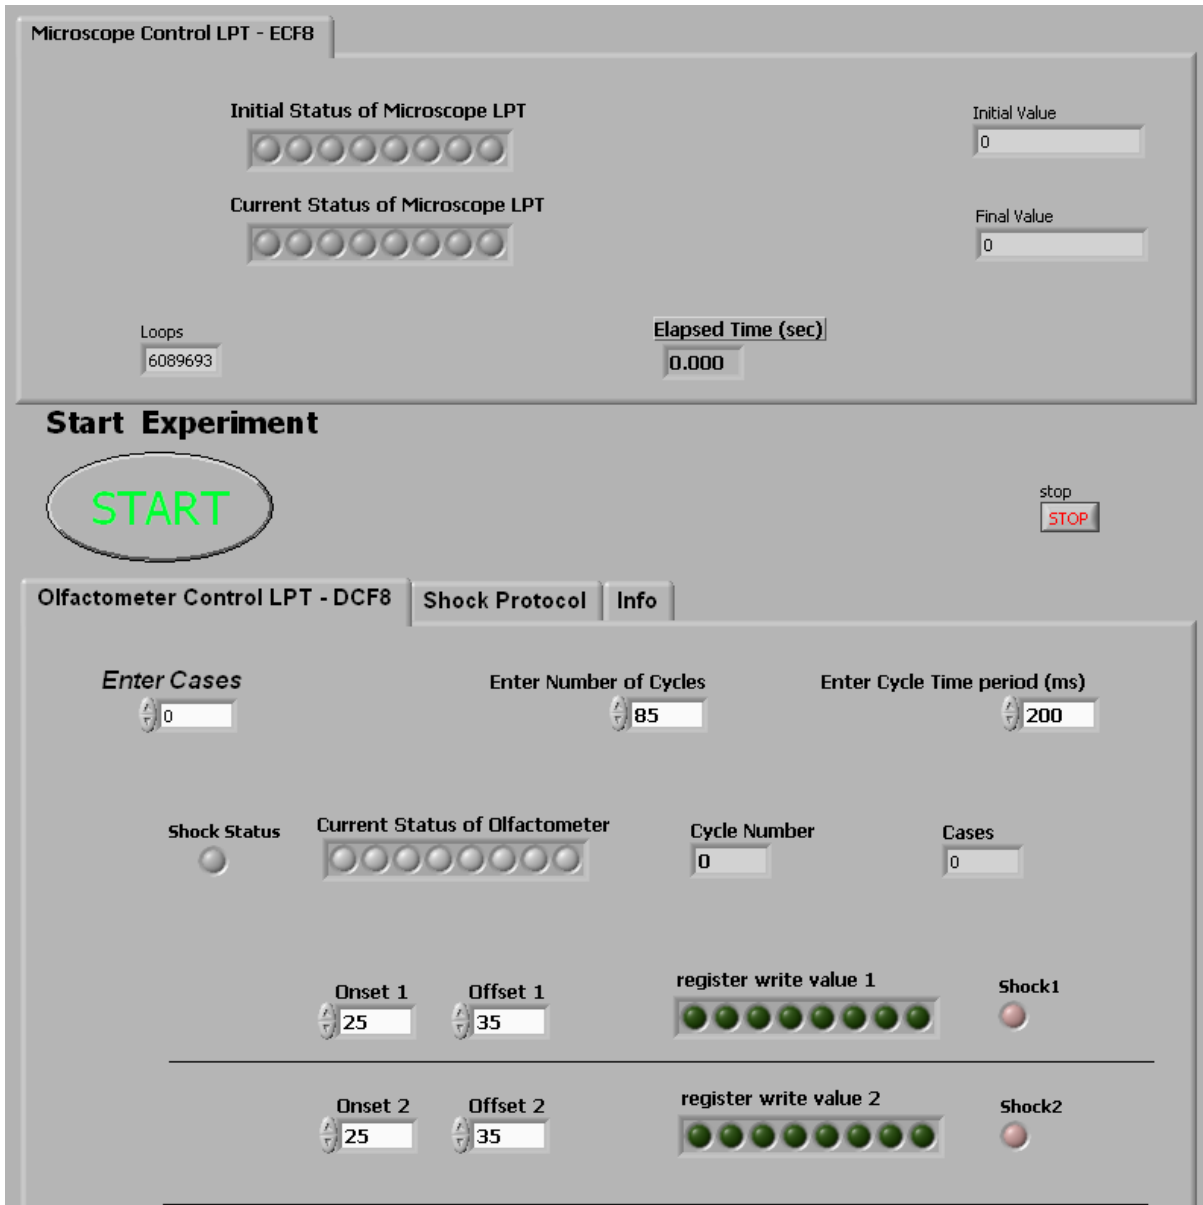 Microscope Control LPT - ECF8
Initial Status of Microscope LPT
Initial Value
0
Current Status of Microscope LPT
Final Value
0
Loops
6089693
Elapsed Time (sec)
0.000
Start Experiment
START
stop
STOP
Olfactometer Control LPT - DCF8
Shock Protocol
Info
Enter Cases
0
Enter Number of Cycles
85
Enter Cycle Time period (ms)
200
Shock Status
Current Status of Olfactometer
Cycle Number
0
Cases
0
Onset 1
25
Offset 1
35
register write value 1
Shock1
Onset 2
25
Offset 2
35
register write value 2
Shock2